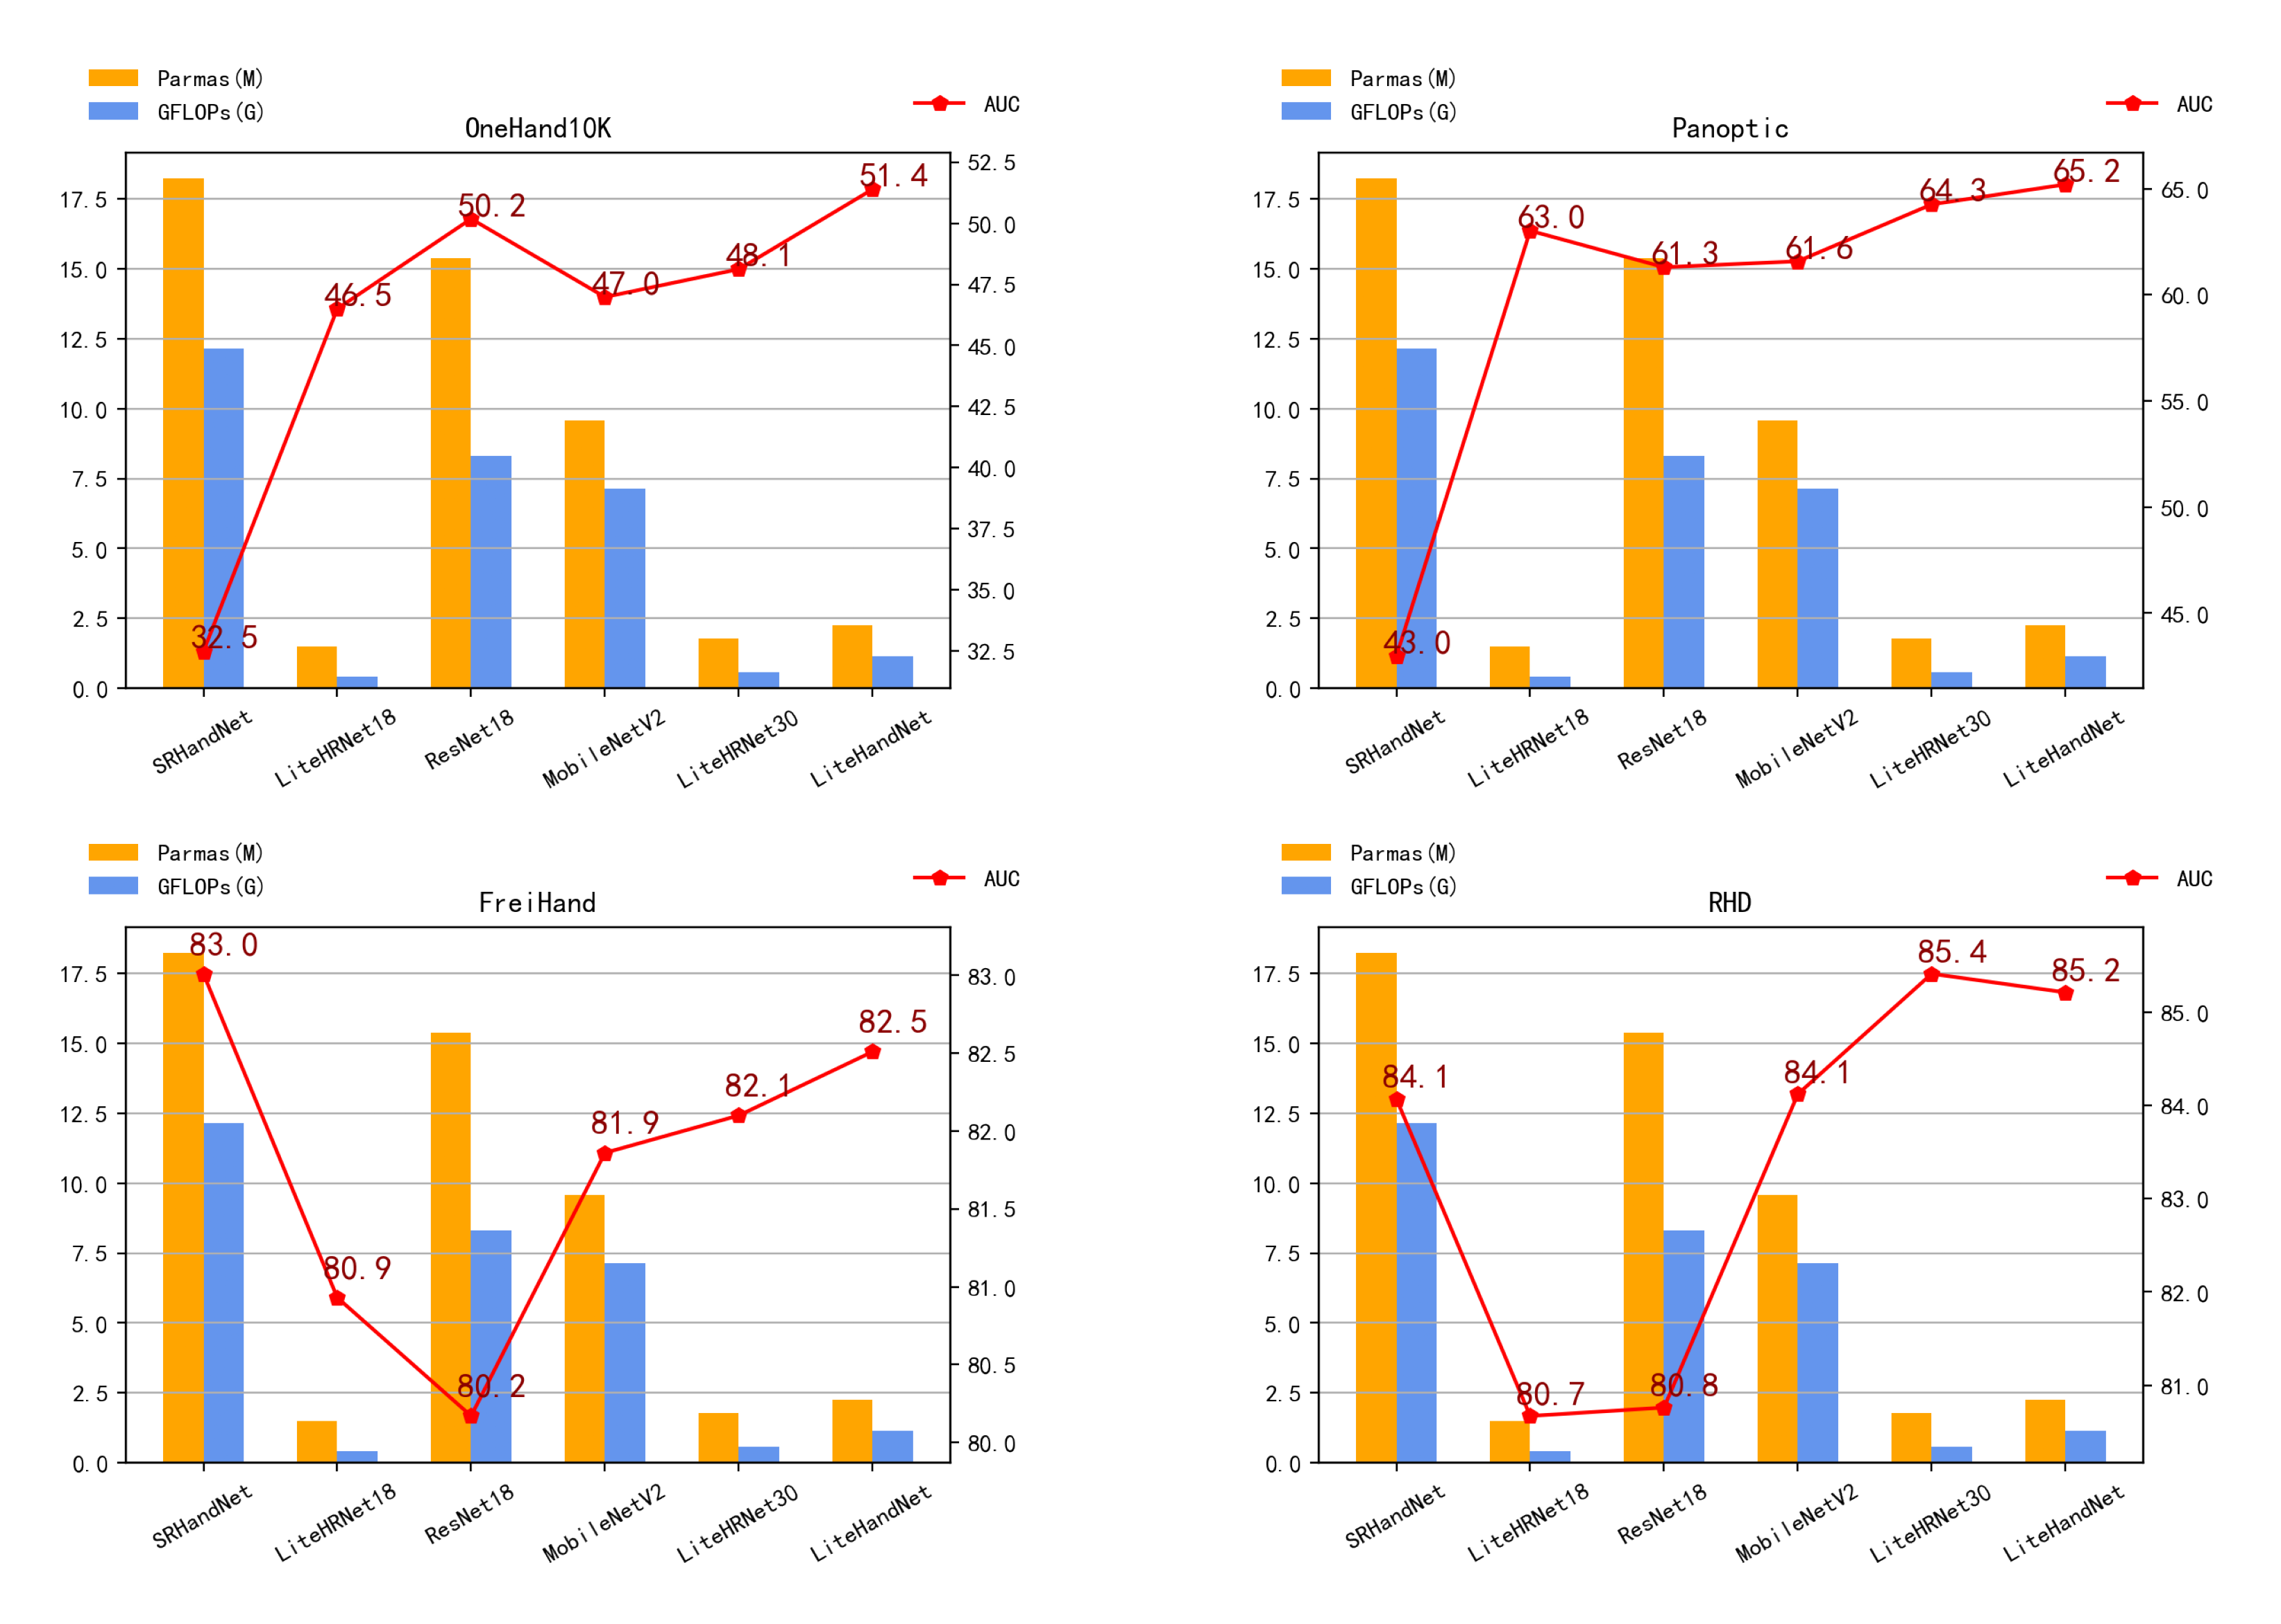 Parmas(M)
GFLOPs(G)
AUC
OneHand10K
17.5
15.0
12.5
10.0
7.5
5.0
2.5
0.0
52.5
50.0
47.5
45.0
42.5
40.0
37.5
35.0
32.5
32.5
46.5
50.2
47.0
48.1
51.4
SRHandNet
LiteHRNet18
ResNet18
MobileNetV2
LiteHRNet30
LiteHandNet
Parmas(M)
GFLOPs(G)
AUC
Panoptic
17.5
15.0
12.5
10.0
7.5
5.0
2.5
0.0
65.0
60.0
55.0
50.0
45.0
43.0
63.0
61.3
61.6
64.3
65.2
SRHandNet
LiteHRNet18
ResNet18
MobileNetV2
LiteHRNet30
LiteHandNet
Parmas(M)
GFLOPs(G)
AUC
FreiHand
17.5
15.0
12.5
10.0
7.5
5.0
2.5
0.0
83.0
82.5
82.0
81.5
81.0
80.5
80.0
83.0
80.9
80.2
81.9
82.1
82.5
SRHandNet
LiteHRNet18
ResNet18
MobileNetV2
LiteHRNet30
LiteHandNet
Parmas(M)
GFLOPs(G)
AUC
RHD
17.5
15.0
12.5
10.0
7.5
5.0
2.5
0.0
85.0
84.0
83.0
82.0
81.0
84.1
80.7
80.8
84.1
85.4
85.2
SRHandNet
LiteHRNet18
ResNet18
MobileNetV2
LiteHRNet30
LiteHandNet